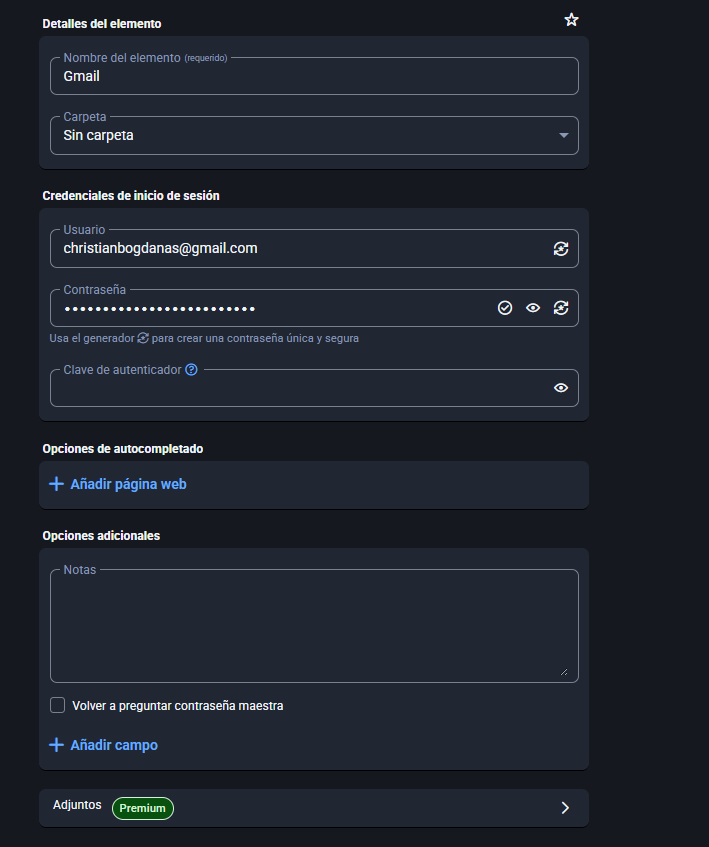 Detalles del elemento
Nombre del elemento (requerido)
Gmail
Carpeta
Sin carpeta
Credenciales de inicio de sesión
Usuario
christianbogdanas@gmail.com
Contraseña
•••••••••••••••••••••••••
Usa el generador para crear una contraseña única y segura
Clave de autenticador
Opciones de autocompletado
Añadir página web
Opciones adicionales
Notas
Volver a preguntar contraseña maestra
Añadir campo
Adjuntos Premium